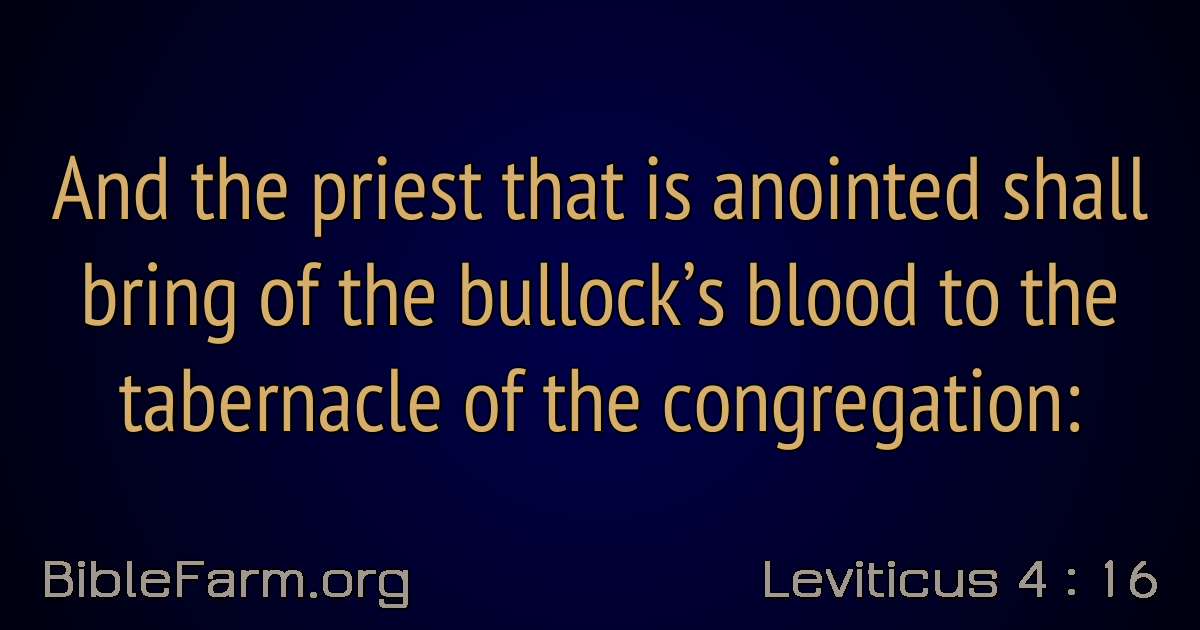 And the priest that is anointed shall
bring of the bullock’s blood to the
tabernacle of the congregation:
BibleFarm.org
Leviticus 4 : 16